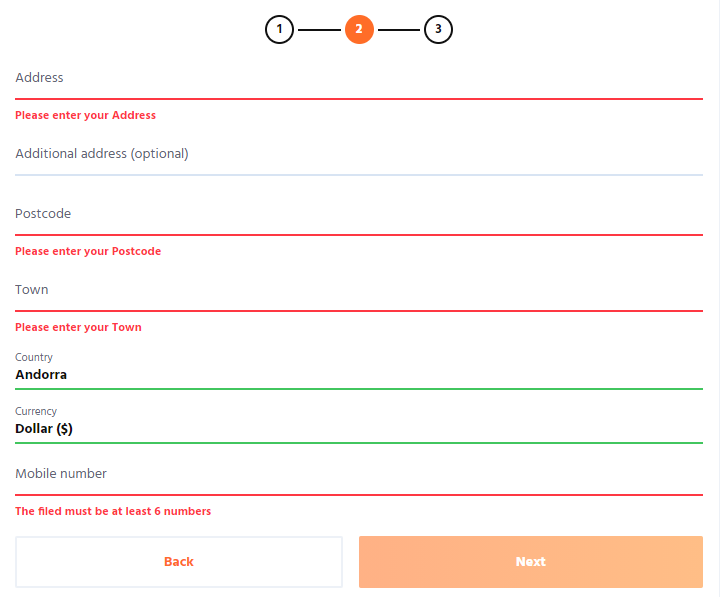 1 2 3
Address
Please enter your Address
Additional address (optional)
Postcode
Please enter your Postcode
Town
Please enter your Town
Country
Andorra
Currency
Dollar ($)
Mobile number
The filed must be at least 6 numbers
Back Next